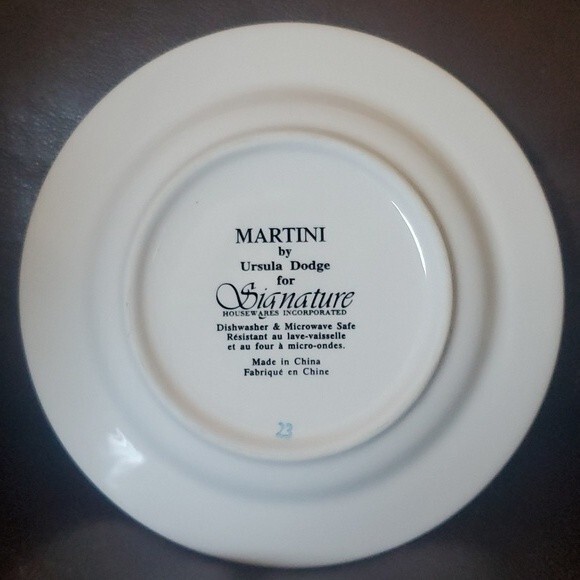 MARTINI
by
Ursula Dodge
for
Signature
HOUSEWARES INCORPORATED
Dishwasher & Microwave Safe
Résistant au lave-vaisselle
et au four à micro-ondes.
Made in China
Fabriqué en Chine
23